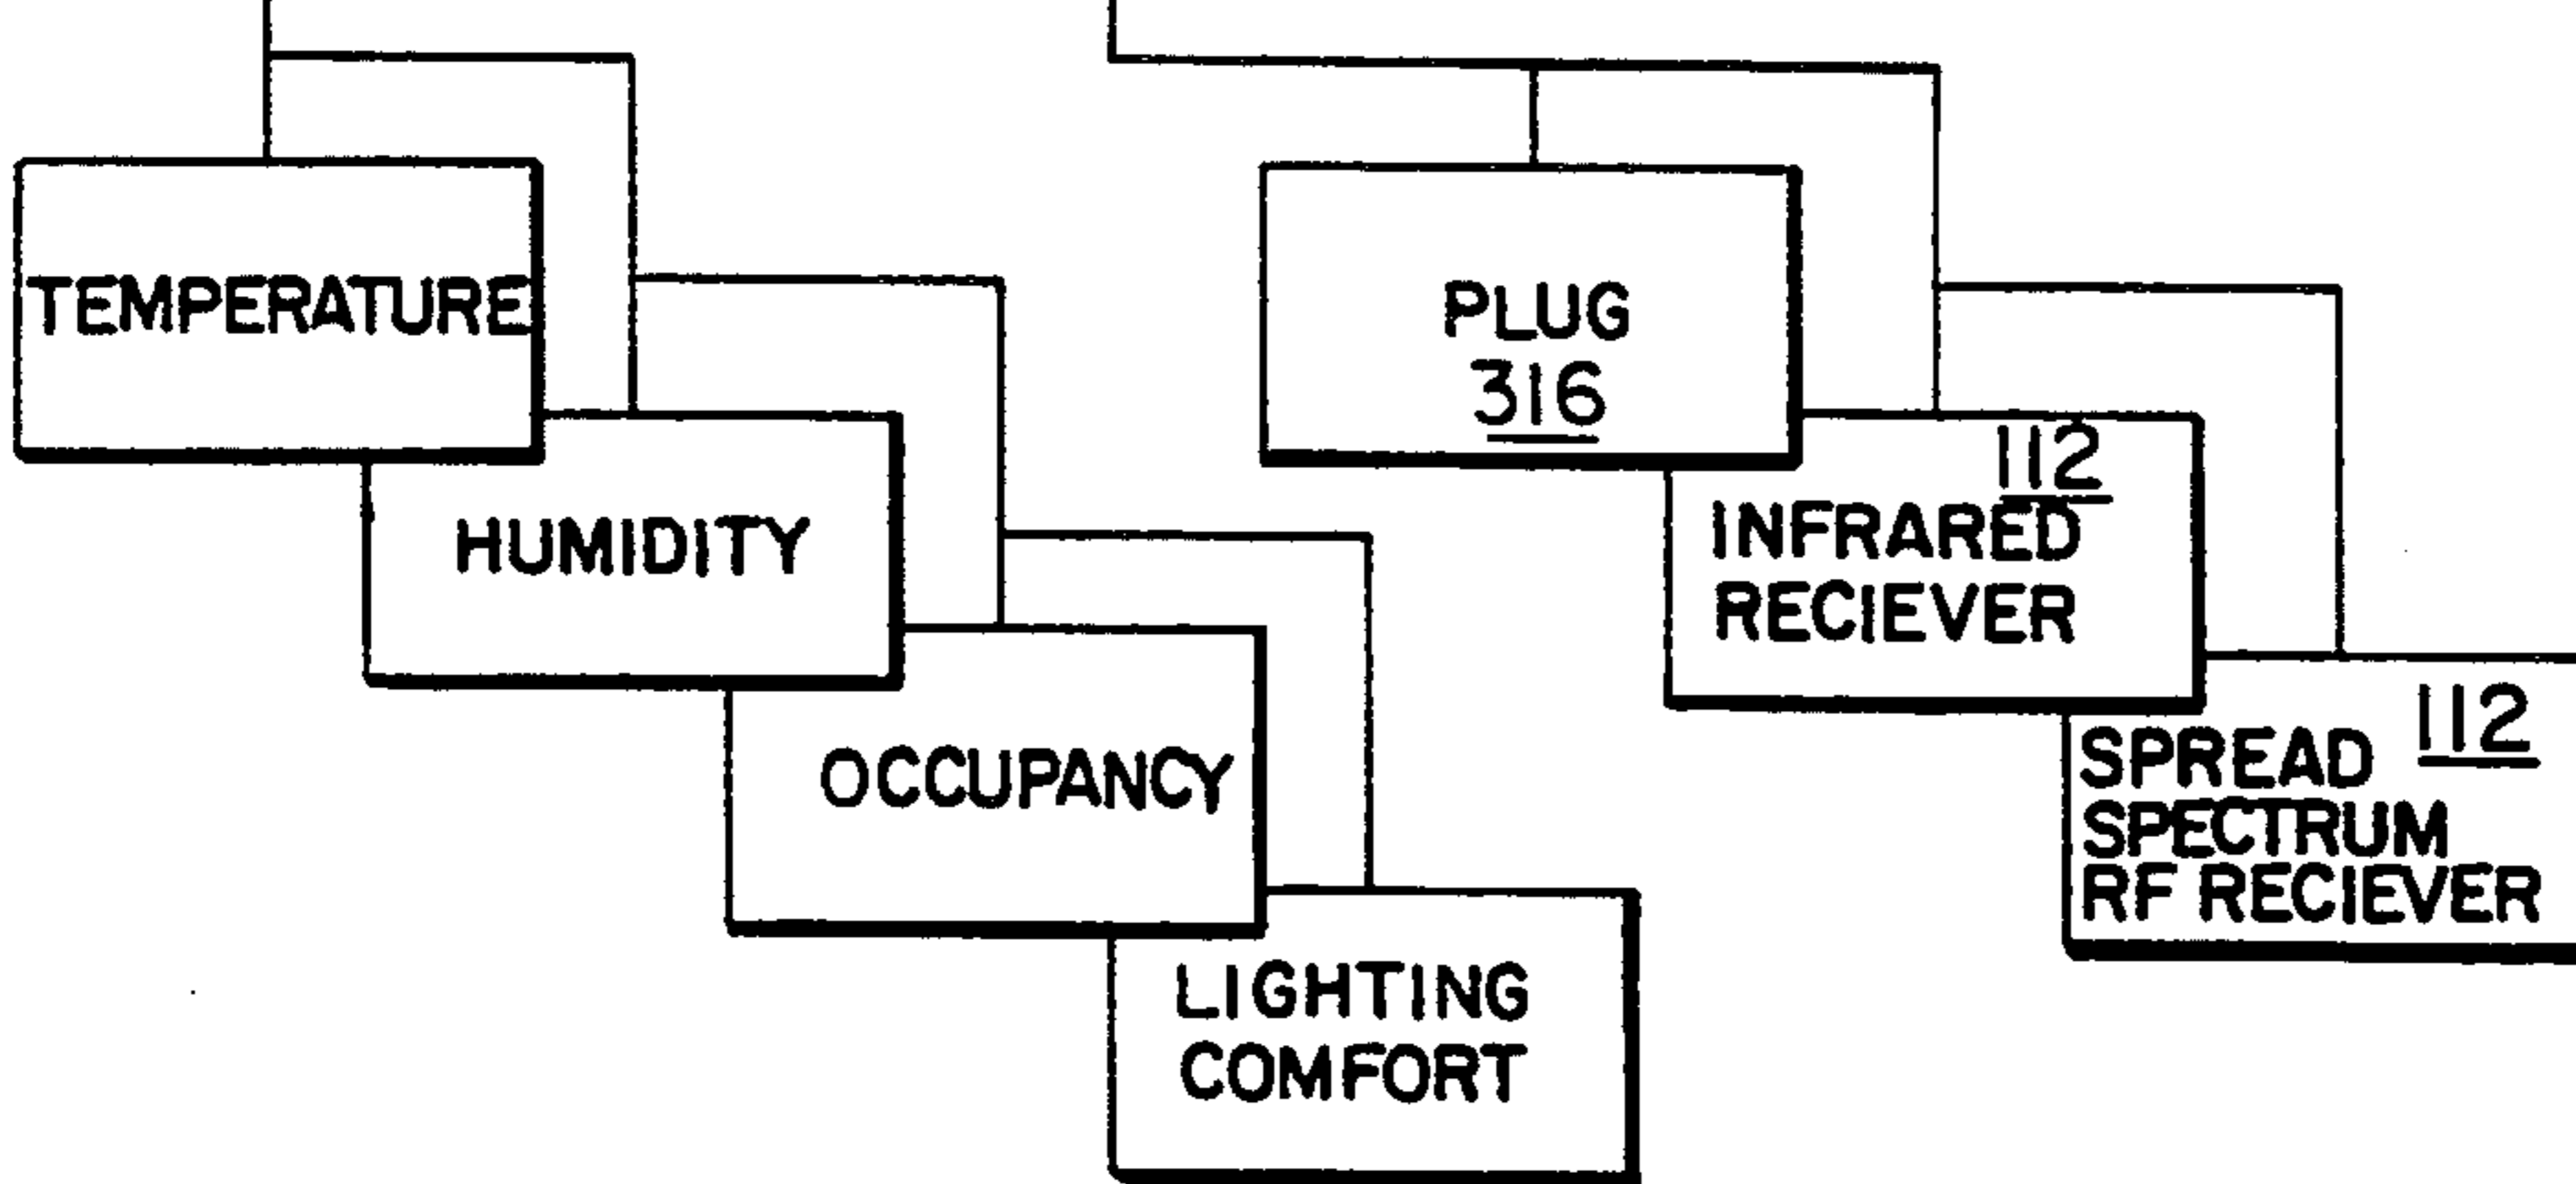 TEMPERATURE
HUMIDITY
OCCUPANCY
LIGHTING
COMFORT
PLUG
316
112
INFRARED
RECIEVER
112
SPREAD
SPECTRUM
RF RECIEVER